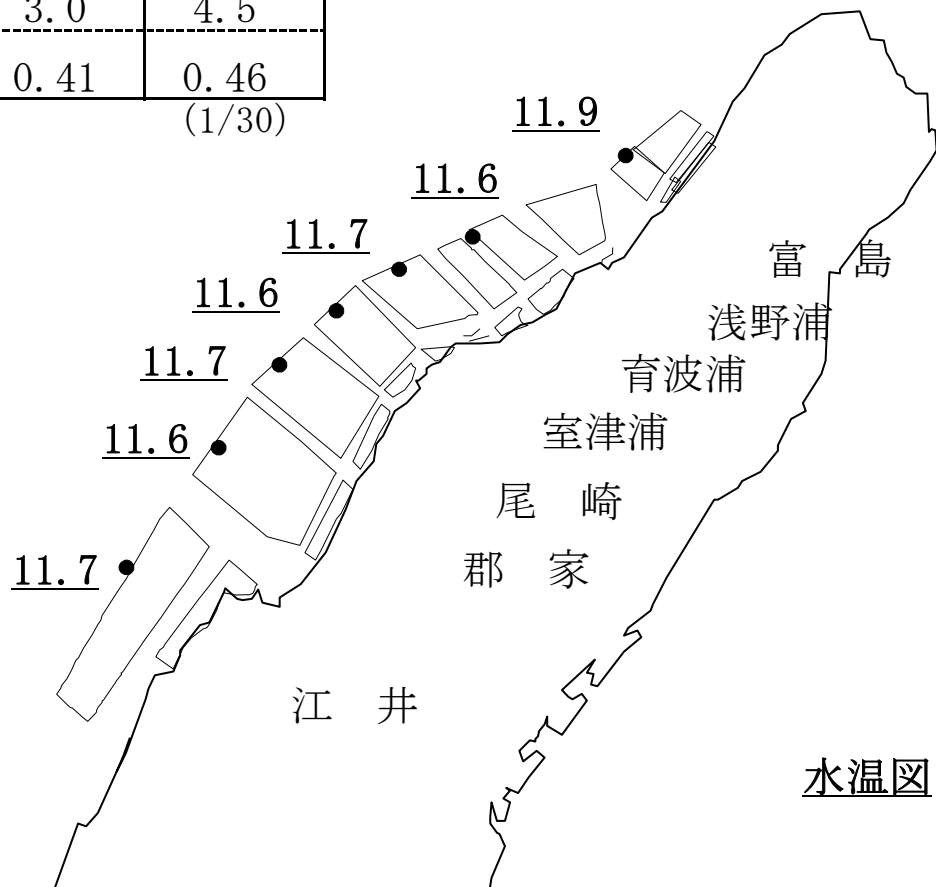 3.0 4.5
0.41 0.46
(1/30)
11.9
11.6
11.7
11.6
11.7
11.6
11.7
富 島
浅野浦
育波浦
室津浦
尾 崎
郡 家
江 井
水温図